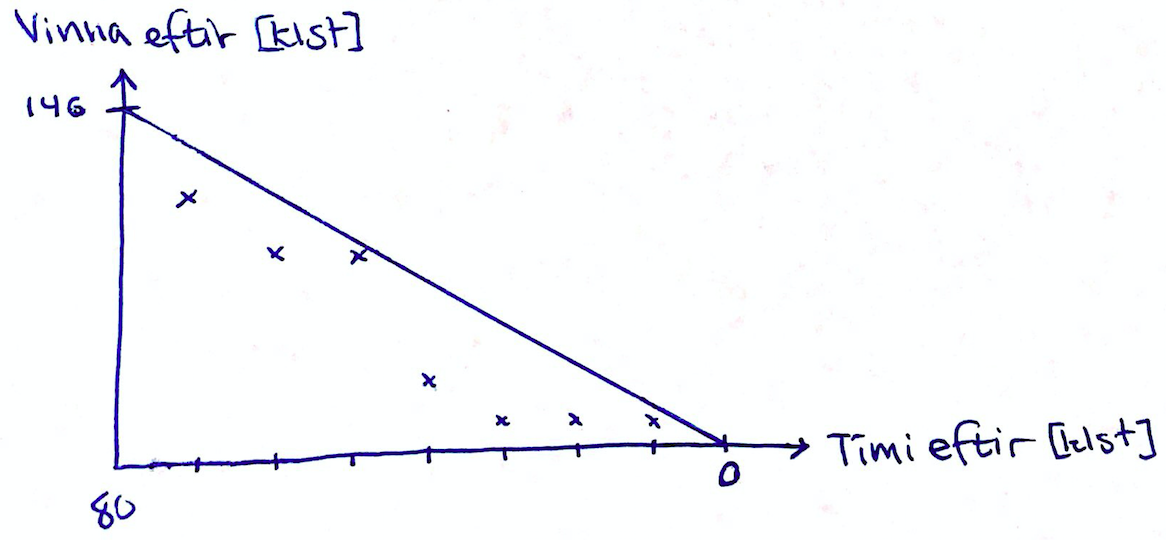 Vinna eftir [klst]
146
Tími eftir [klst]
0
80